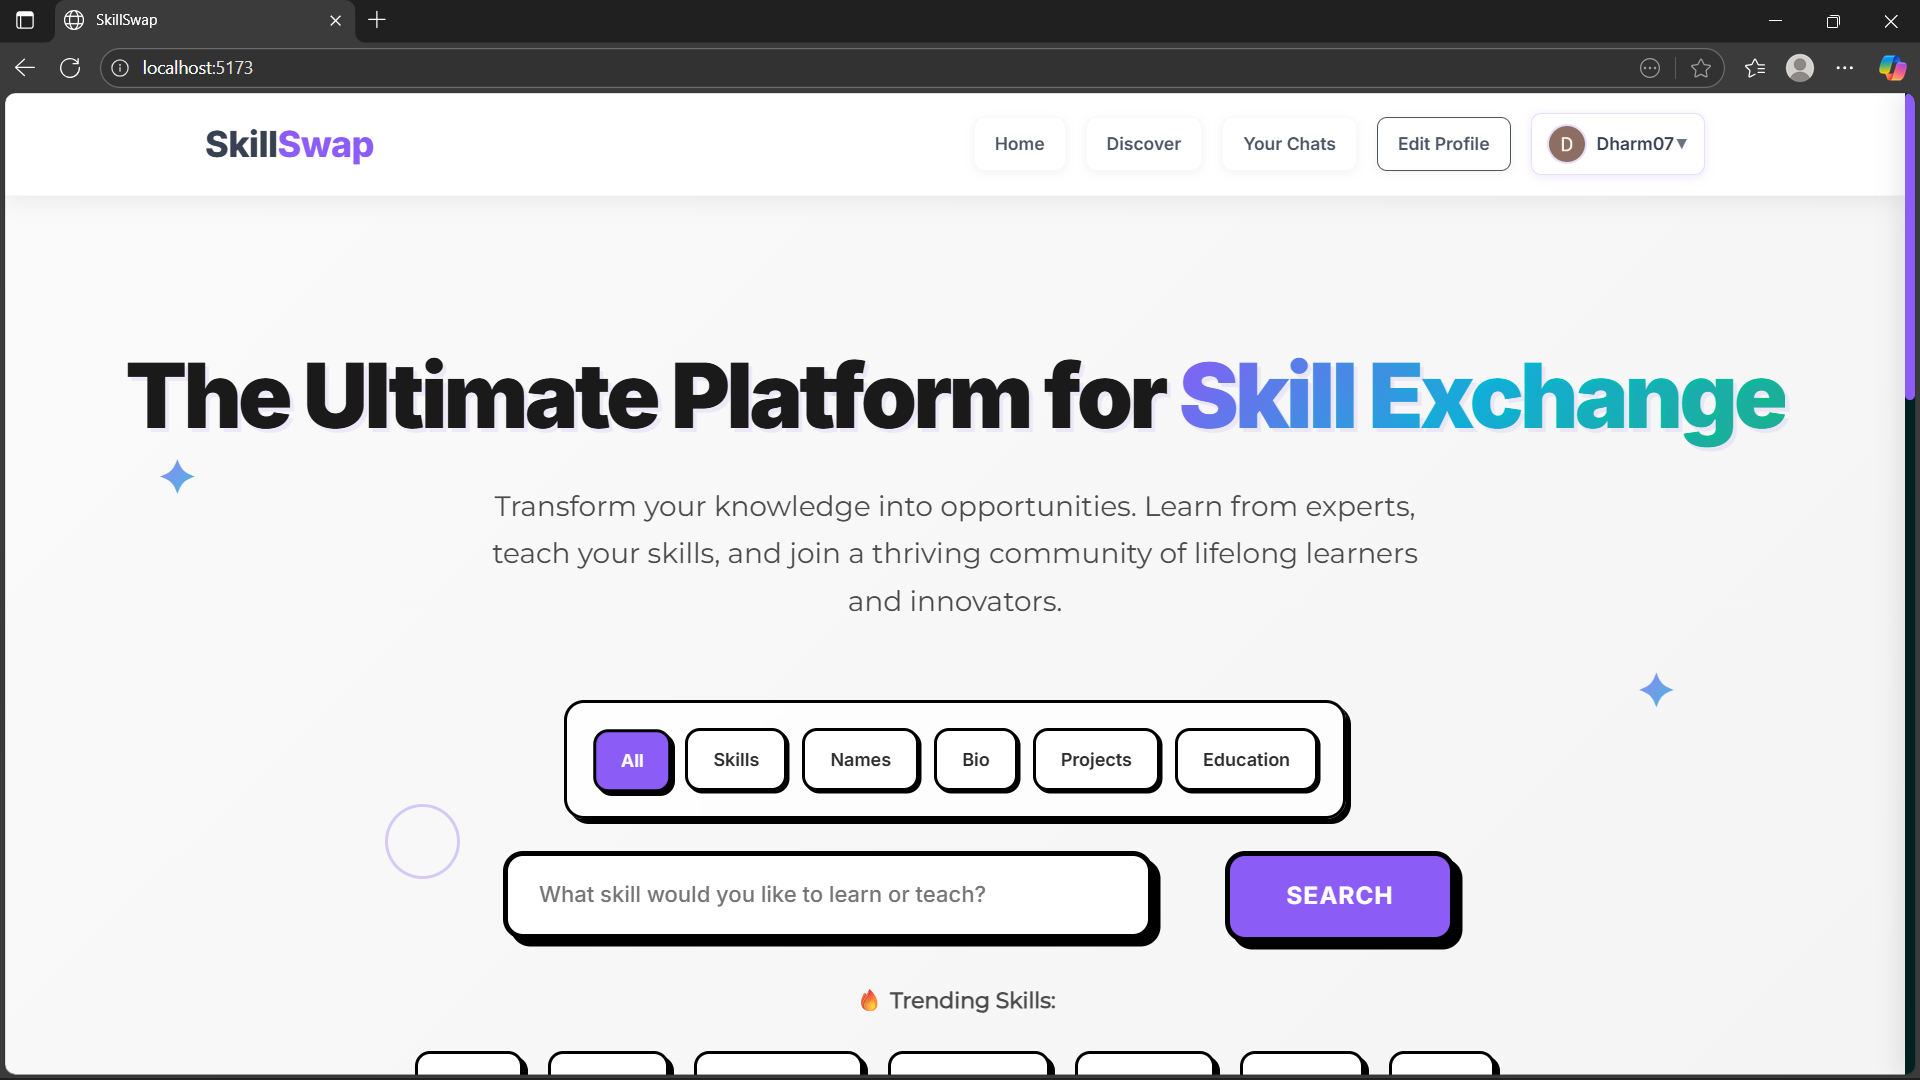 SkillSwap
localhost:5173
SkillSwap
Home
Discover
Your Chats
Edit Profile
D
Dharm07▼
The Ultimate Platform for Skill Exchange
Transform your knowledge into opportunities. Learn from experts,
teach your skills, and join a thriving community of lifelong learners
and innovators.
All
Skills
Names
Bio
Projects
Education
What skill would you like to learn or teach?
SEARCH
🔥 Trending Skills: